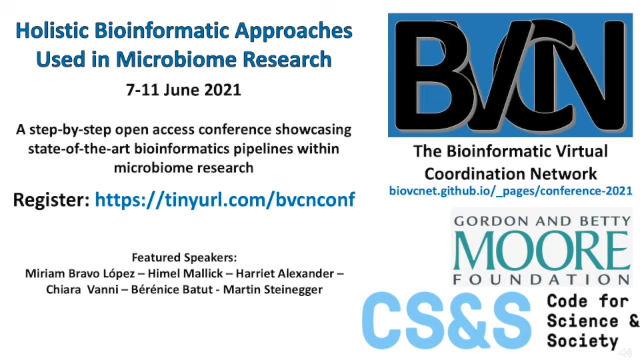 Holistic Bioinformatic Approaches
Used in Microbiome Research
7-11 June 2021
A step-by-step open access conference showcasing
state-of-the-art bioinformatics pipelines within
microbiome research
Register: https://tinyurl.com/bvcnconf
Featured Speakers:
Miriam Bravo López – Himel Mallick – Harriet Alexander –
Chiara Vanni – Bérénice Batut - Martin Steinegger
BVCN
The Bioinformatic Virtual
Coordination Network
biovcnet.github.io/_pages/conference-2021
GORDON AND BETTY
MOORE
FOUNDATION
CS&S
Code for
Science &
Society